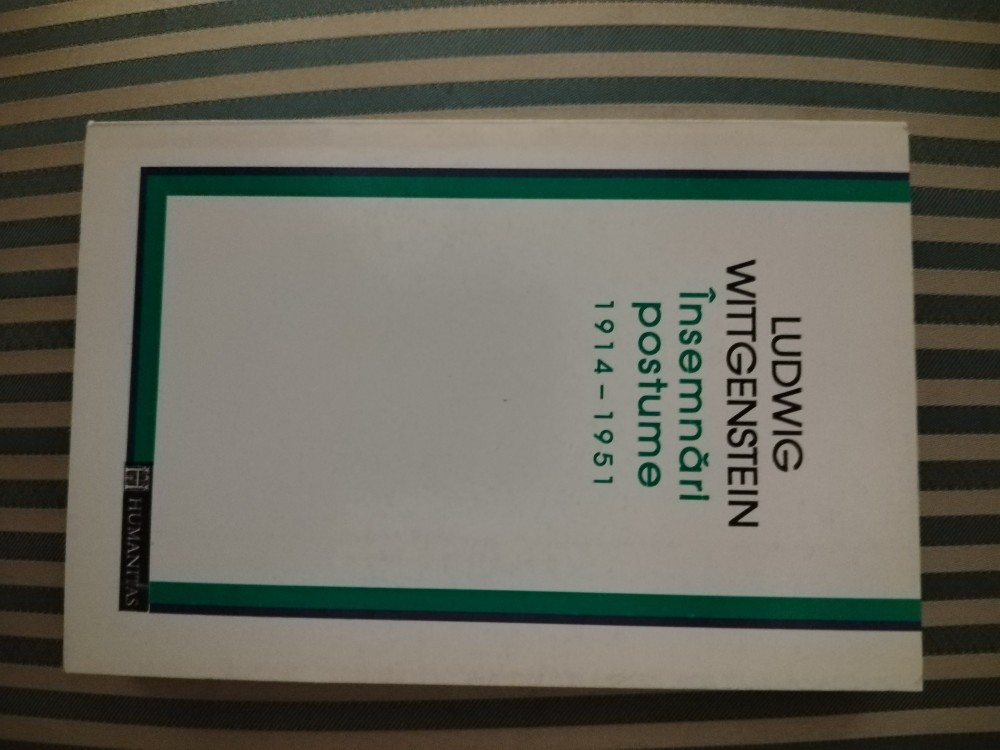 LUDWIG
WITTGENSTEIN
Însemnări
postume
1914–1951
HUMANITAS